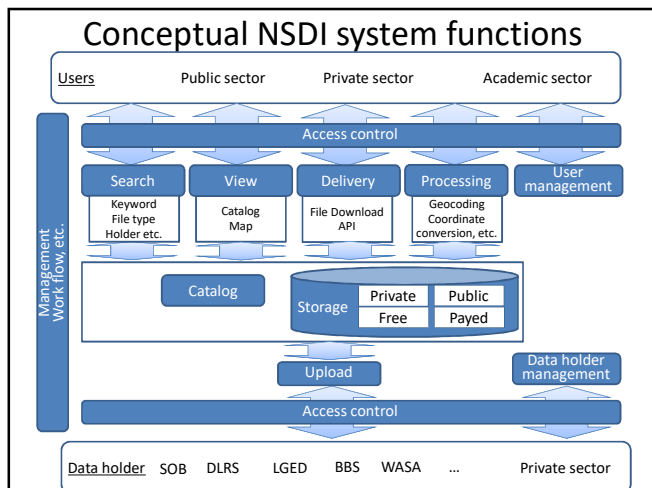 Conceptual NSDI system functions
Users Public sector Private sector Academic sector
Management
Work flow, etc.
Access control
Search View Delivery Processing User
management
Keyword
File type
Holder etc.
Catalog
Map
File Download
API
Geocoding
Coordinate
conversion, etc.
Catalog
Storage
Private Public
Free Payed
Upload
Data holder
management
Access control
Data holder SOB DLRS LGED BBS WASA ... Private sector